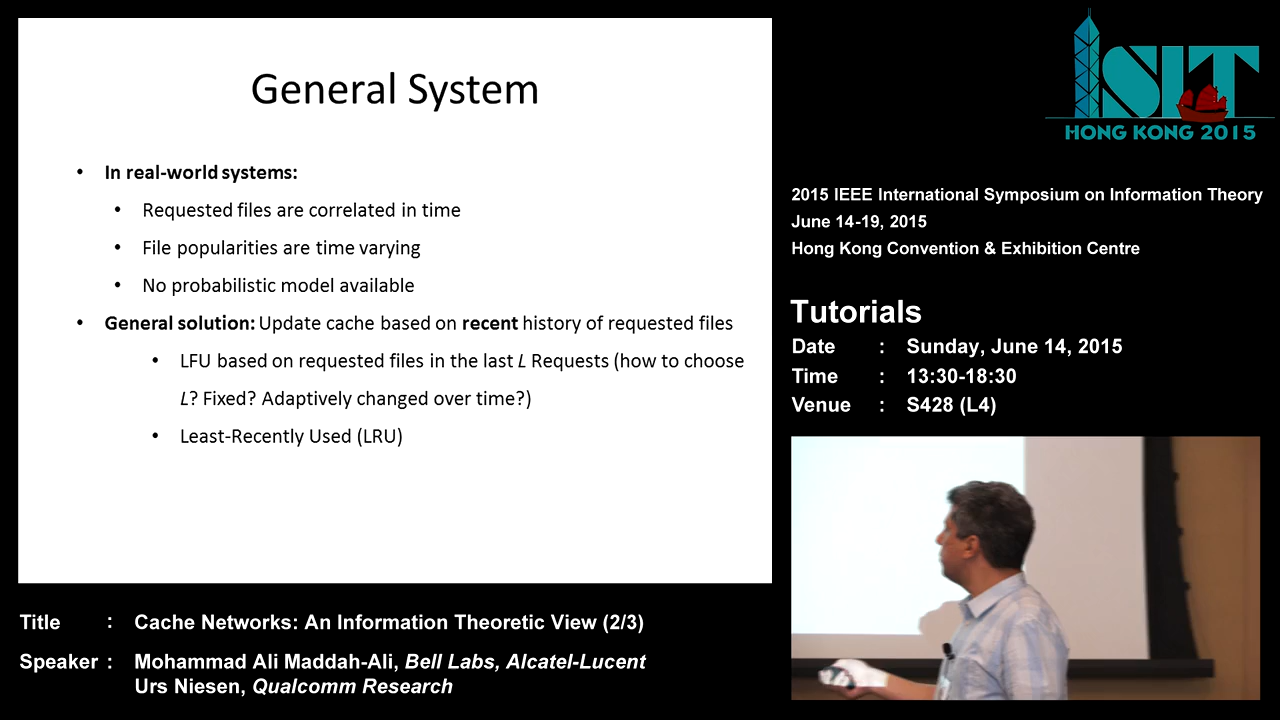 General System
• In real-world systems:
• Requested files are correlated in time
• File popularities are time varying
• No probabilistic model available
• General solution: Update cache based on recent history of requested files
• LFU based on requested files in the last L Requests (how to choose
L? Fixed? Adaptively changed over time?)
• Least-Recently Used (LRU)
ISIT
HONG KONG 2015
2015 IEEE International Symposium on Information Theory
June 14-19, 2015
Hong Kong Convention & Exhibition Centre
Tutorials
Date : Sunday, June 14, 2015
Time : 13:30-18:30
Venue : S428 (L4)
Title : Cache Networks: An Information Theoretic View (2/3)
Speaker : Mohammad Ali Maddah-Ali, Bell Labs, Alcatel-Lucent
Urs Niesen, Qualcomm Research